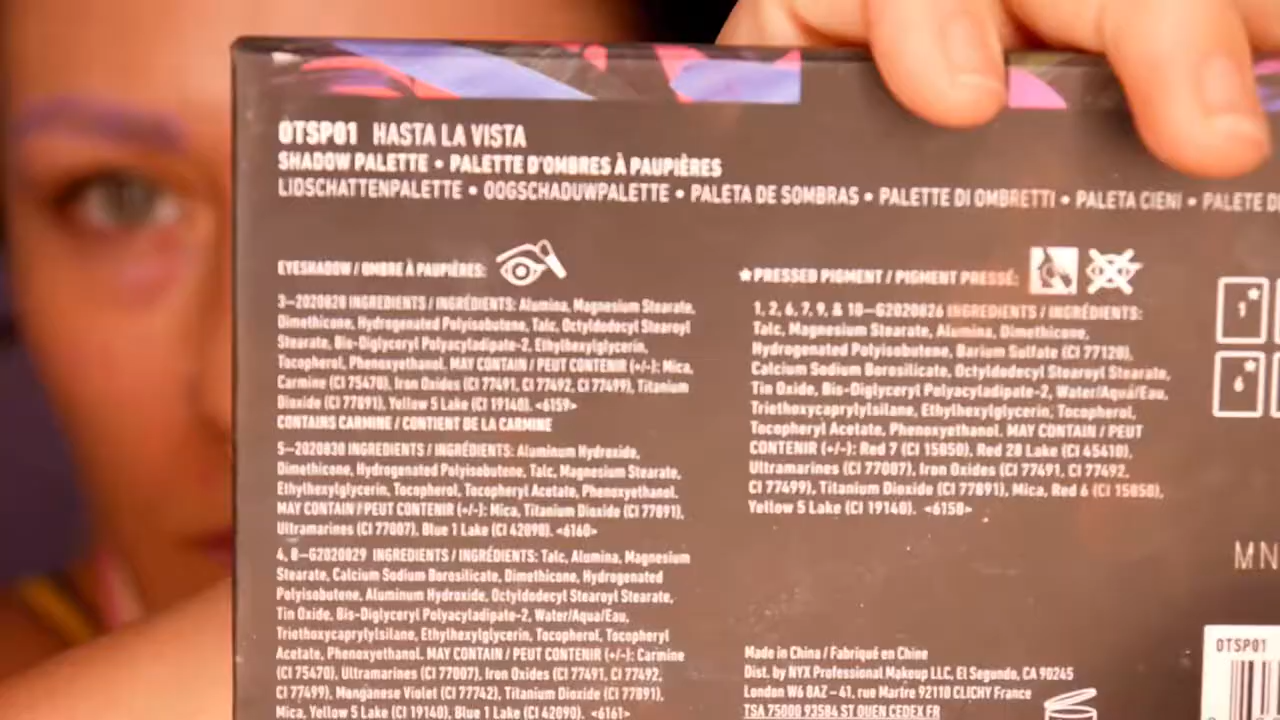 OTSP01 HASTA LA VISTA
SHADOW PALETTE • PALETTE D'OMBRES À PAUPIÈRES
LIDSCHATTENPALETTE • OOGSCHADUWPALETTE • PALETA DE SOMBRAS • PALETTE DI OMBRETTI • PALETA CIENI • PALETE D
EYESHADOW / OMBRE À PAUPIÈRES:
3–2020828 INGREDIENTS / INGRÉDIENTS: Alumina, Magnesium Stearate,
Dimethicone, Hydrogenated Polyisobutene, Talc, Octyldodecyl Stearoyl
Stearate, Bis-Diglyceryl Polyacyladipate-2, Ethylhexylglycerin,
Tocopherol, Phenoxyethanol. MAY CONTAIN / PEUT CONTENIR (+/-): Mica,
Carmine (CI 75470), Iron Oxides (CI 77491, CI 77492, CI 77499), Titanium
Dioxide (CI 77891), Yellow 5 Lake (CI 19140). <6159>
CONTAINS CARMINE / CONTIENT DE LA CARMINE
5–2020830 INGREDIENTS / INGRÉDIENTS: Aluminum Hydroxide,
Dimethicone, Hydrogenated Polyisobutene, Talc, Magnesium Stearate,
Ethylhexylglycerin, Tocopherol, Tocopheryl Acetate, Phenoxyethanol.
MAY CONTAIN / PEUT CONTENIR (+/-): Mica, Titanium Dioxide (CI 77891),
Ultramarines (CI 77007), Blue 1 Lake (CI 42090). <6160>
4, 8–G2020829 INGREDIENTS / INGRÉDIENTS: Talc, Alumina, Magnesium
Stearate, Calcium Sodium Borosilicate, Dimethicone, Hydrogenated
Polyisobutene, Aluminum Hydroxide, Octyldodecyl Stearoyl Stearate,
Tin Oxide, Bis-Diglyceryl Polyacyladipate-2, Water/Aqua/Eau,
Triethoxycaprylylsilane, Ethylhexylglycerin, Tocopherol, Tocopheryl
Acetate, Phenoxyethanol. MAY CONTAIN / PEUT CONTENIR (+/-): Carmine
(CI 75470), Ultramarines (CI 77007), Iron Oxides (CI 77491, CI 77492,
CI 77499), Manganese Violet (CI 77742), Titanium Dioxide (CI 77891),
Mica, Yellow 5 Lake (CI 19140), Blue 1 Lake (CI 42090). <6161>
★PRESSED PIGMENT / PIGMENT PRESSÉ:
1, 2, 6, 7, 9, & 10–G2020826 INGREDIENTS / INGRÉDIENTS:
Talc, Magnesium Stearate, Alumina, Dimethicone,
Hydrogenated Polyisobutene, Barium Sulfate (CI 77120),
Calcium Sodium Borosilicate, Octyldodecyl Stearoyl Stearate,
Tin Oxide, Bis-Diglyceryl Polyacyladipate-2, Water/Aqua/Eau,
Triethoxycaprylylsilane, Ethylhexylglycerin, Tocopherol,
Tocopheryl Acetate, Phenoxyethanol. MAY CONTAIN / PEUT
CONTENIR (+/-): Red 7 (CI 15850), Red 28 Lake (CI 45410),
Ultramarines (CI 77007), Iron Oxides (CI 77491, CI 77492,
CI 77499), Titanium Dioxide (CI 77891), Mica, Red 6 (CI 15850),
Yellow 5 Lake (CI 19140). <6158>
Made in China / Fabriqué en Chine
Dist. by NYX Professional Makeup LLC, El Segundo, CA 90245
London W6 8AZ – 41, rue Martre 92110 CLICHY France
TSA 75000 93584 ST OUEN CEDEX FR
1★
6★
MN
OTSP01